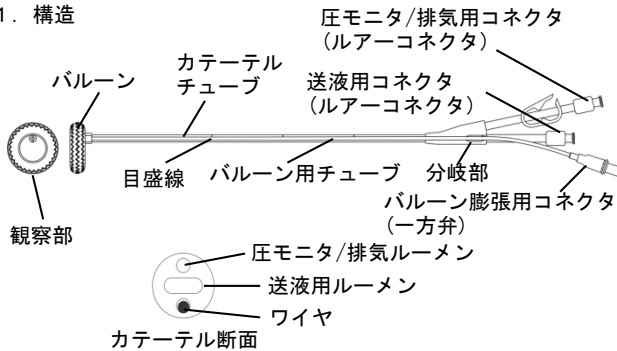 1. 構造
圧モニタ/排気用コネクタ
(ルアーコネクタ)
バルーン
カテーテル
チューブ
送液用コネクタ
(ルアーコネクタ)
目盛線
バルーン用チューブ
分岐部
バルーン膨張用コネクタ
(一方弁)
観察部
圧モニタ/排気ルーメン
送液用ルーメン
ワイヤ
カテーテル断面